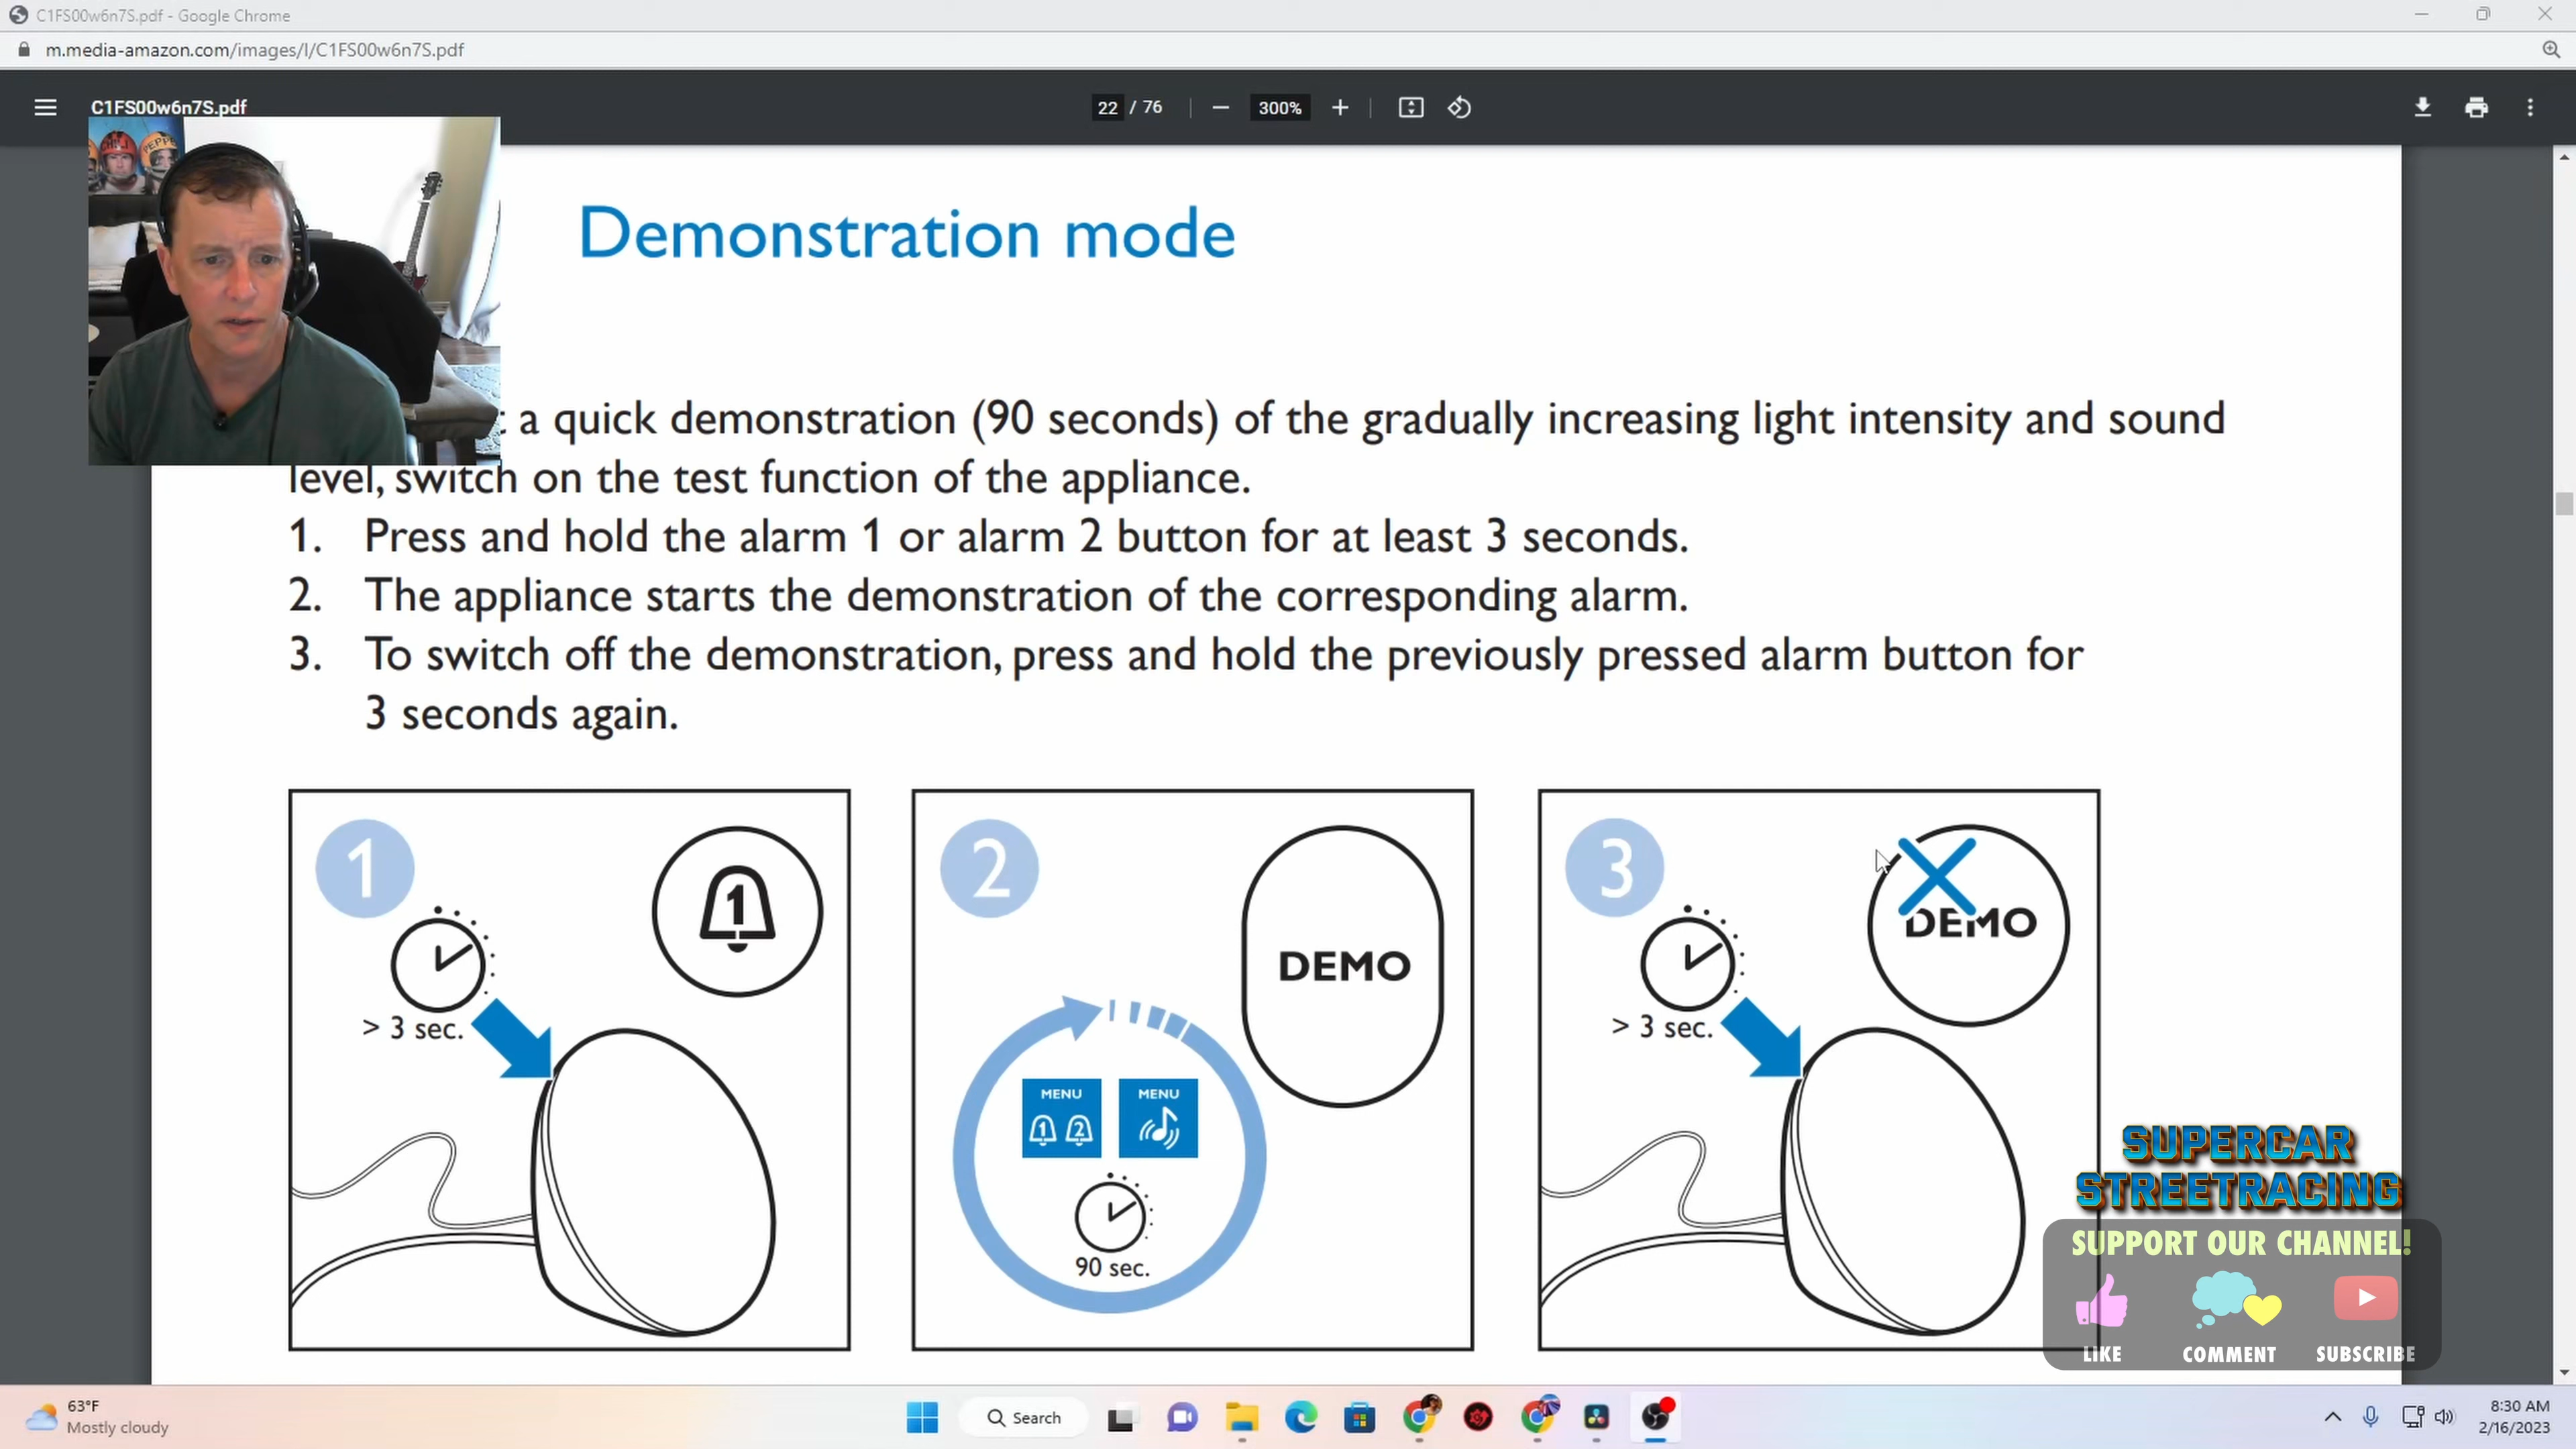 C1FS00w6n7S.pdf - Google Chrome
m.media-amazon.com/images/I/C1FS00w6n7S.pdf
C1FS00w6n7S.pdf
22 / 76
300%
Demonstration mode
a quick demonstration (90 seconds) of the gradually increasing light intensity and sound
level, switch on the test function of the appliance.
1. Press and hold the alarm 1 or alarm 2 button for at least 3 seconds.
2. The appliance starts the demonstration of the corresponding alarm.
3. To switch off the demonstration, press and hold the previously pressed alarm button for
3 seconds again.
1
1
> 3 sec.
2
DEMO
MENU
1 2
MENU
90 sec.
3
DEMO
> 3 sec.
SUPERCAR
STREETRACING
SUPPORT OUR CHANNEL!
LIKE
COMMENT
SUBSCRIBE
63°F
Mostly cloudy
Search
8:30 AM
2/16/2023